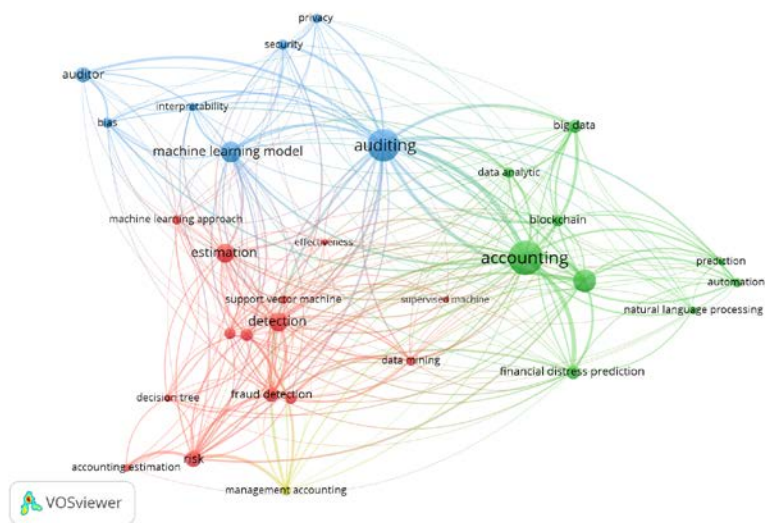 privacy
security
auditor
interpretability
bias
big data
auditing
machine learning model
data analytic
machine learning approach
blockchain
effectiveness
estimation
accounting
prediction
automation
support vector machine
supervised machine
natural language processing
detection
data mining
financial distress prediction
fraud detection
decision tree
risk
accounting estimation
management accounting
VOSviewer